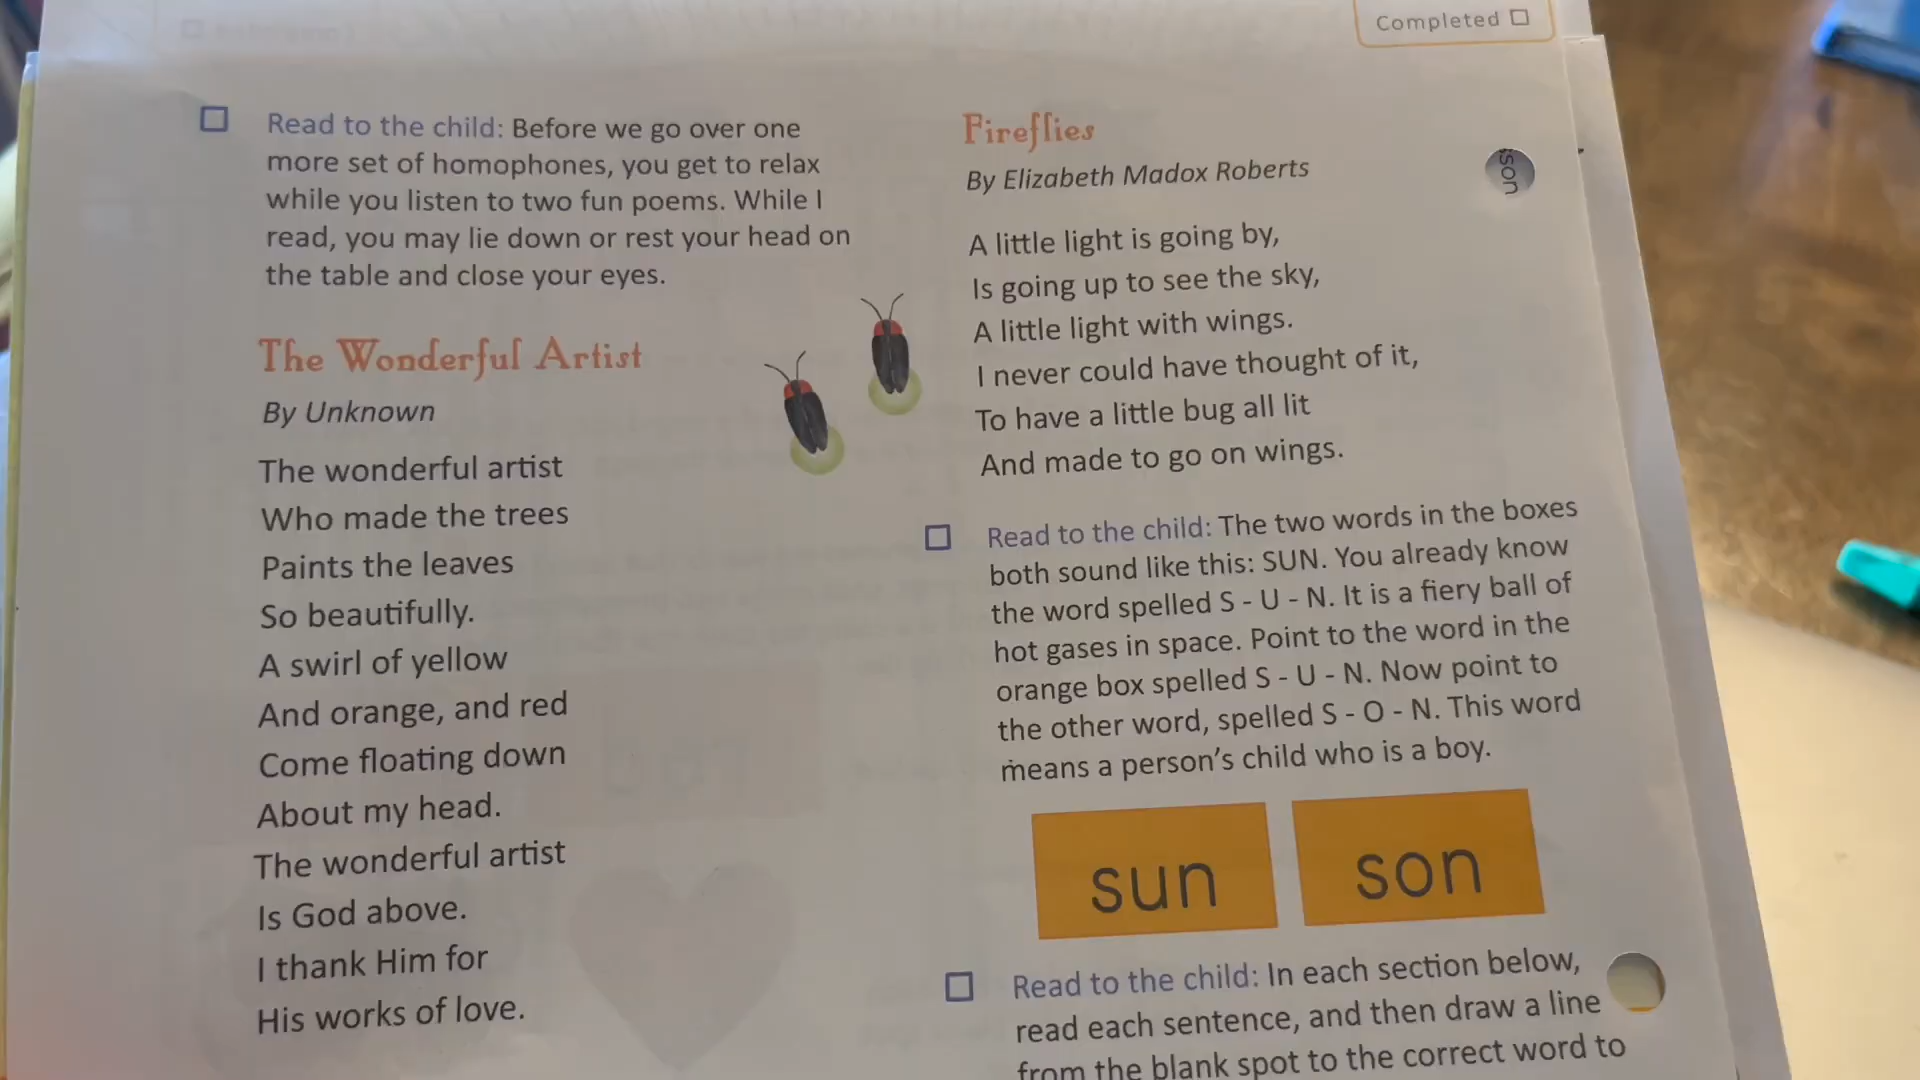 Completed
Read to the child: Before we go over one
more set of homophones, you get to relax
while you listen to two fun poems. While I
read, you may lie down or rest your head on
the table and close your eyes.
The Wonderful Artist
By Unknown
The wonderful artist
Who made the trees
Paints the leaves
So beautifully.
A swirl of yellow
And orange, and red
Come floating down
About my head.
The wonderful artist
Is God above.
I thank Him for
His works of love.
Fireflies
By Elizabeth Madox Roberts
A little light is going by,
Is going up to see the sky,
A little light with wings.
I never could have thought of it,
To have a little bug all lit
And made to go on wings.
Read to the child: The two words in the boxes
both sound like this: SUN. You already know
the word spelled S - U - N. It is a fiery ball of
hot gases in space. Point to the word in the
orange box spelled S - U - N. Now point to
the other word, spelled S - O - N. This word
means a person's child who is a boy.
sun
son
Read to the child: In each section below,
read each sentence, and then draw a line
from the blank spot to the correct word to